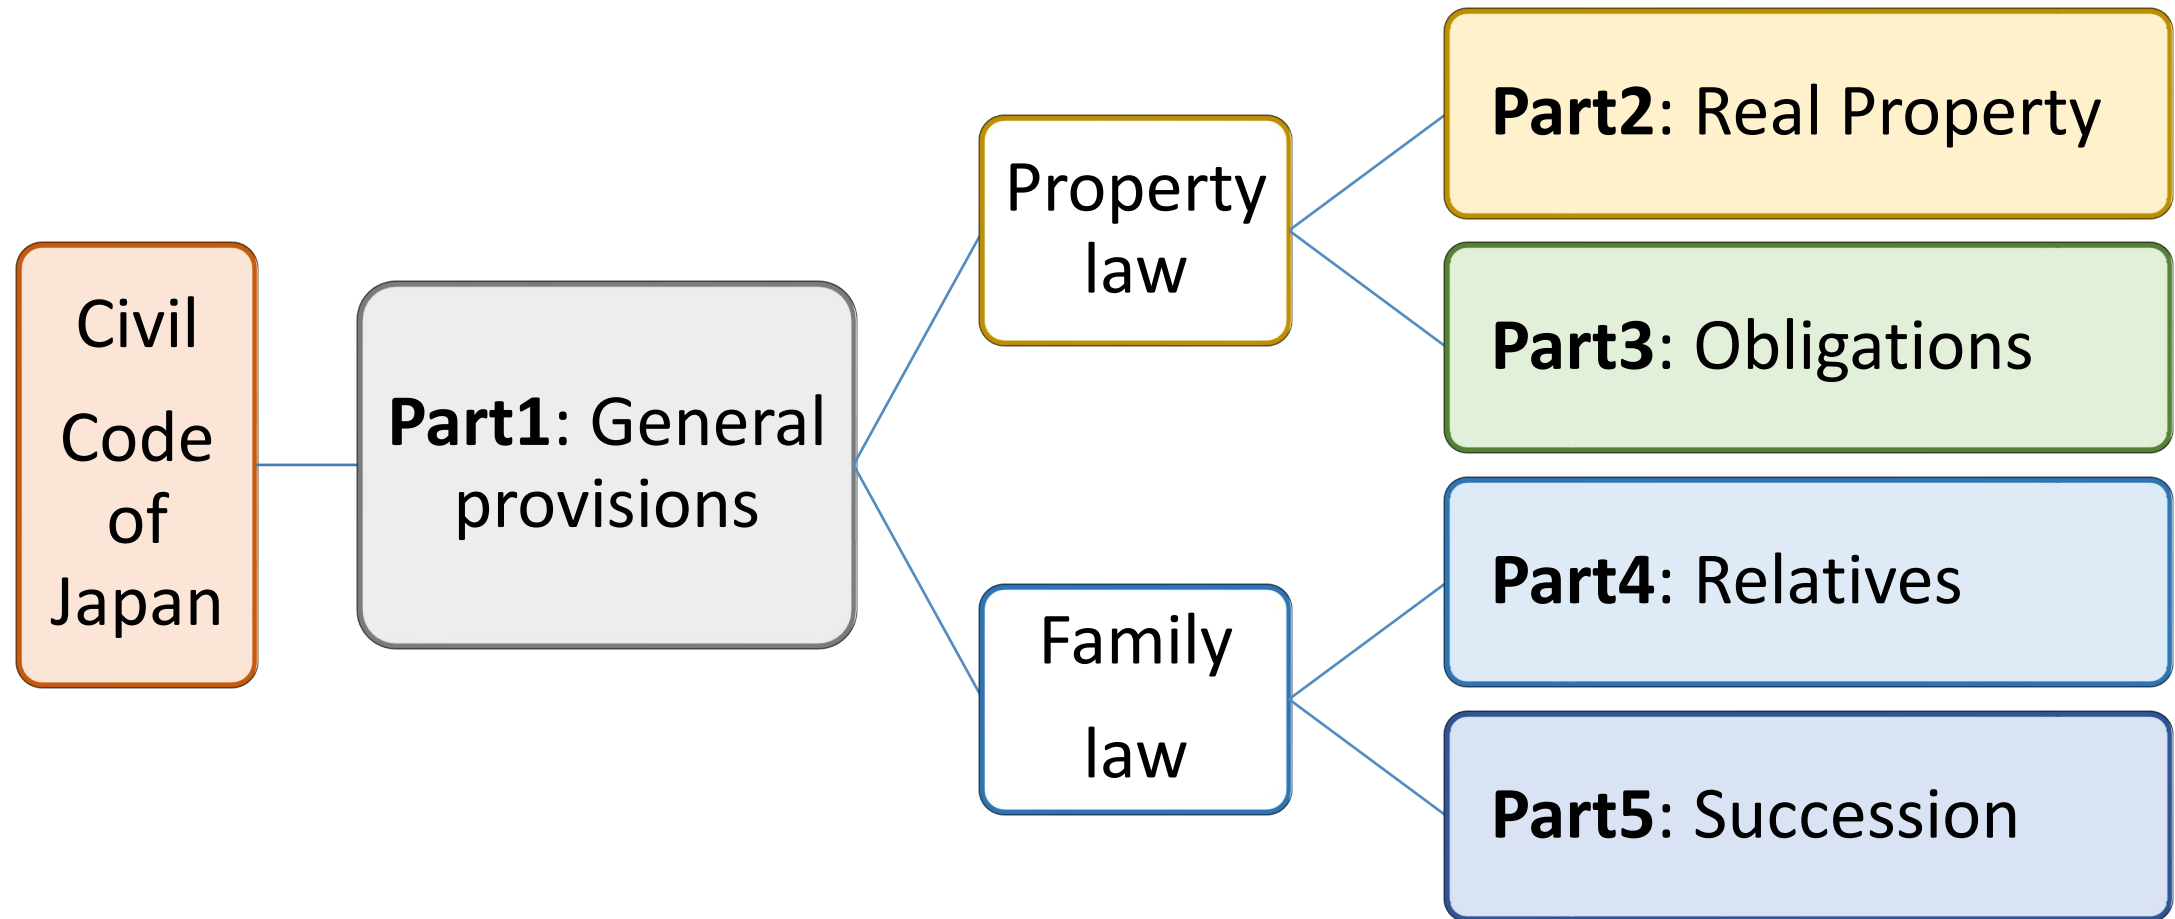 Civil
Code
of
Japan
Part1: General
provisions
Property
law
Family
law
Part2: Real Property
Part3: Obligations
Part4: Relatives
Part5: Succession